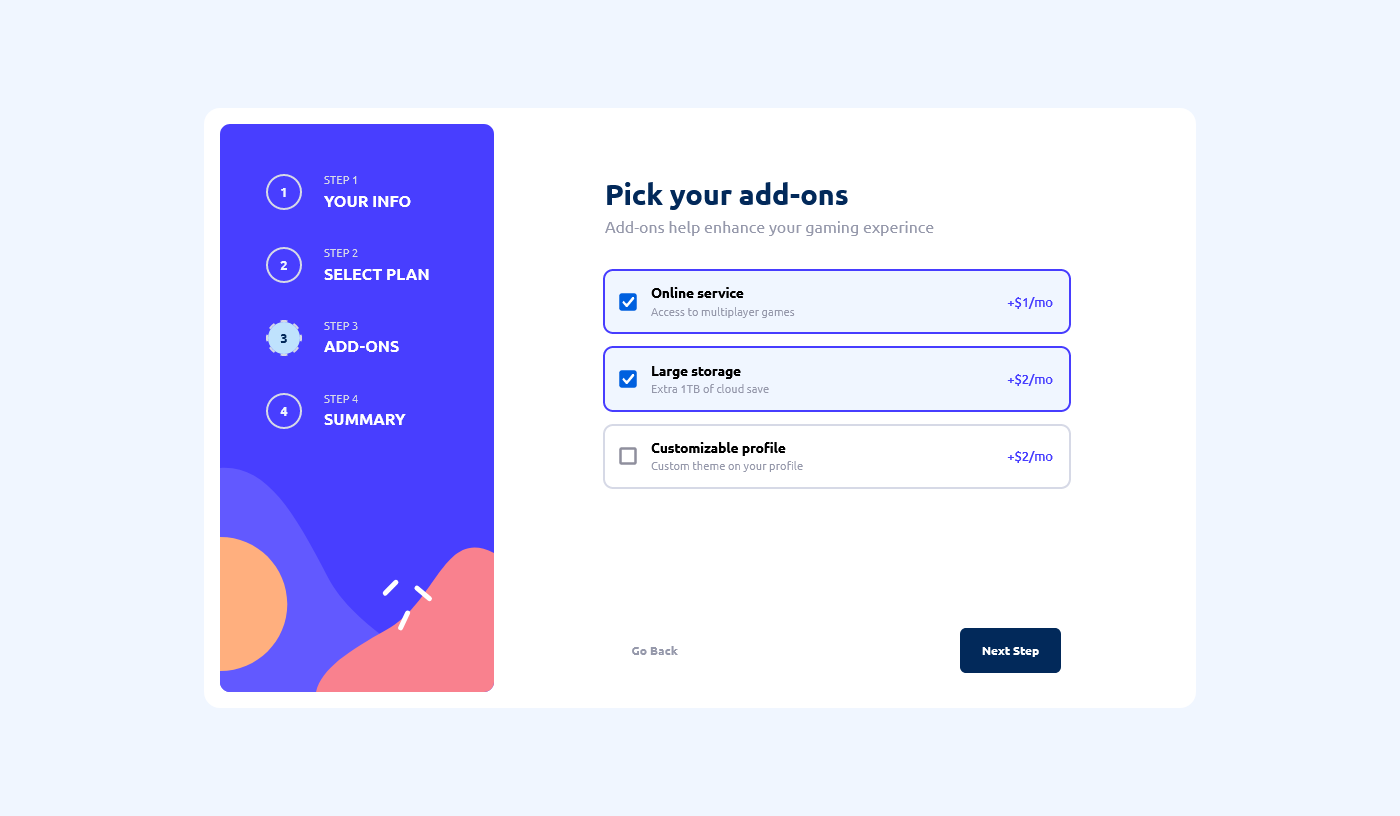 1
STEP 1
YOUR INFO
2
STEP 2
SELECT PLAN
3
STEP 3
ADD-ONS
4
STEP 4
SUMMARY
Pick your add-ons
Add-ons help enhance your gaming experince
Online service
Access to multiplayer games
+$1/mo
Large storage
Extra 1TB of cloud save
+$2/mo
Customizable profile
Custom theme on your profile
+$2/mo
Go Back
Next Step